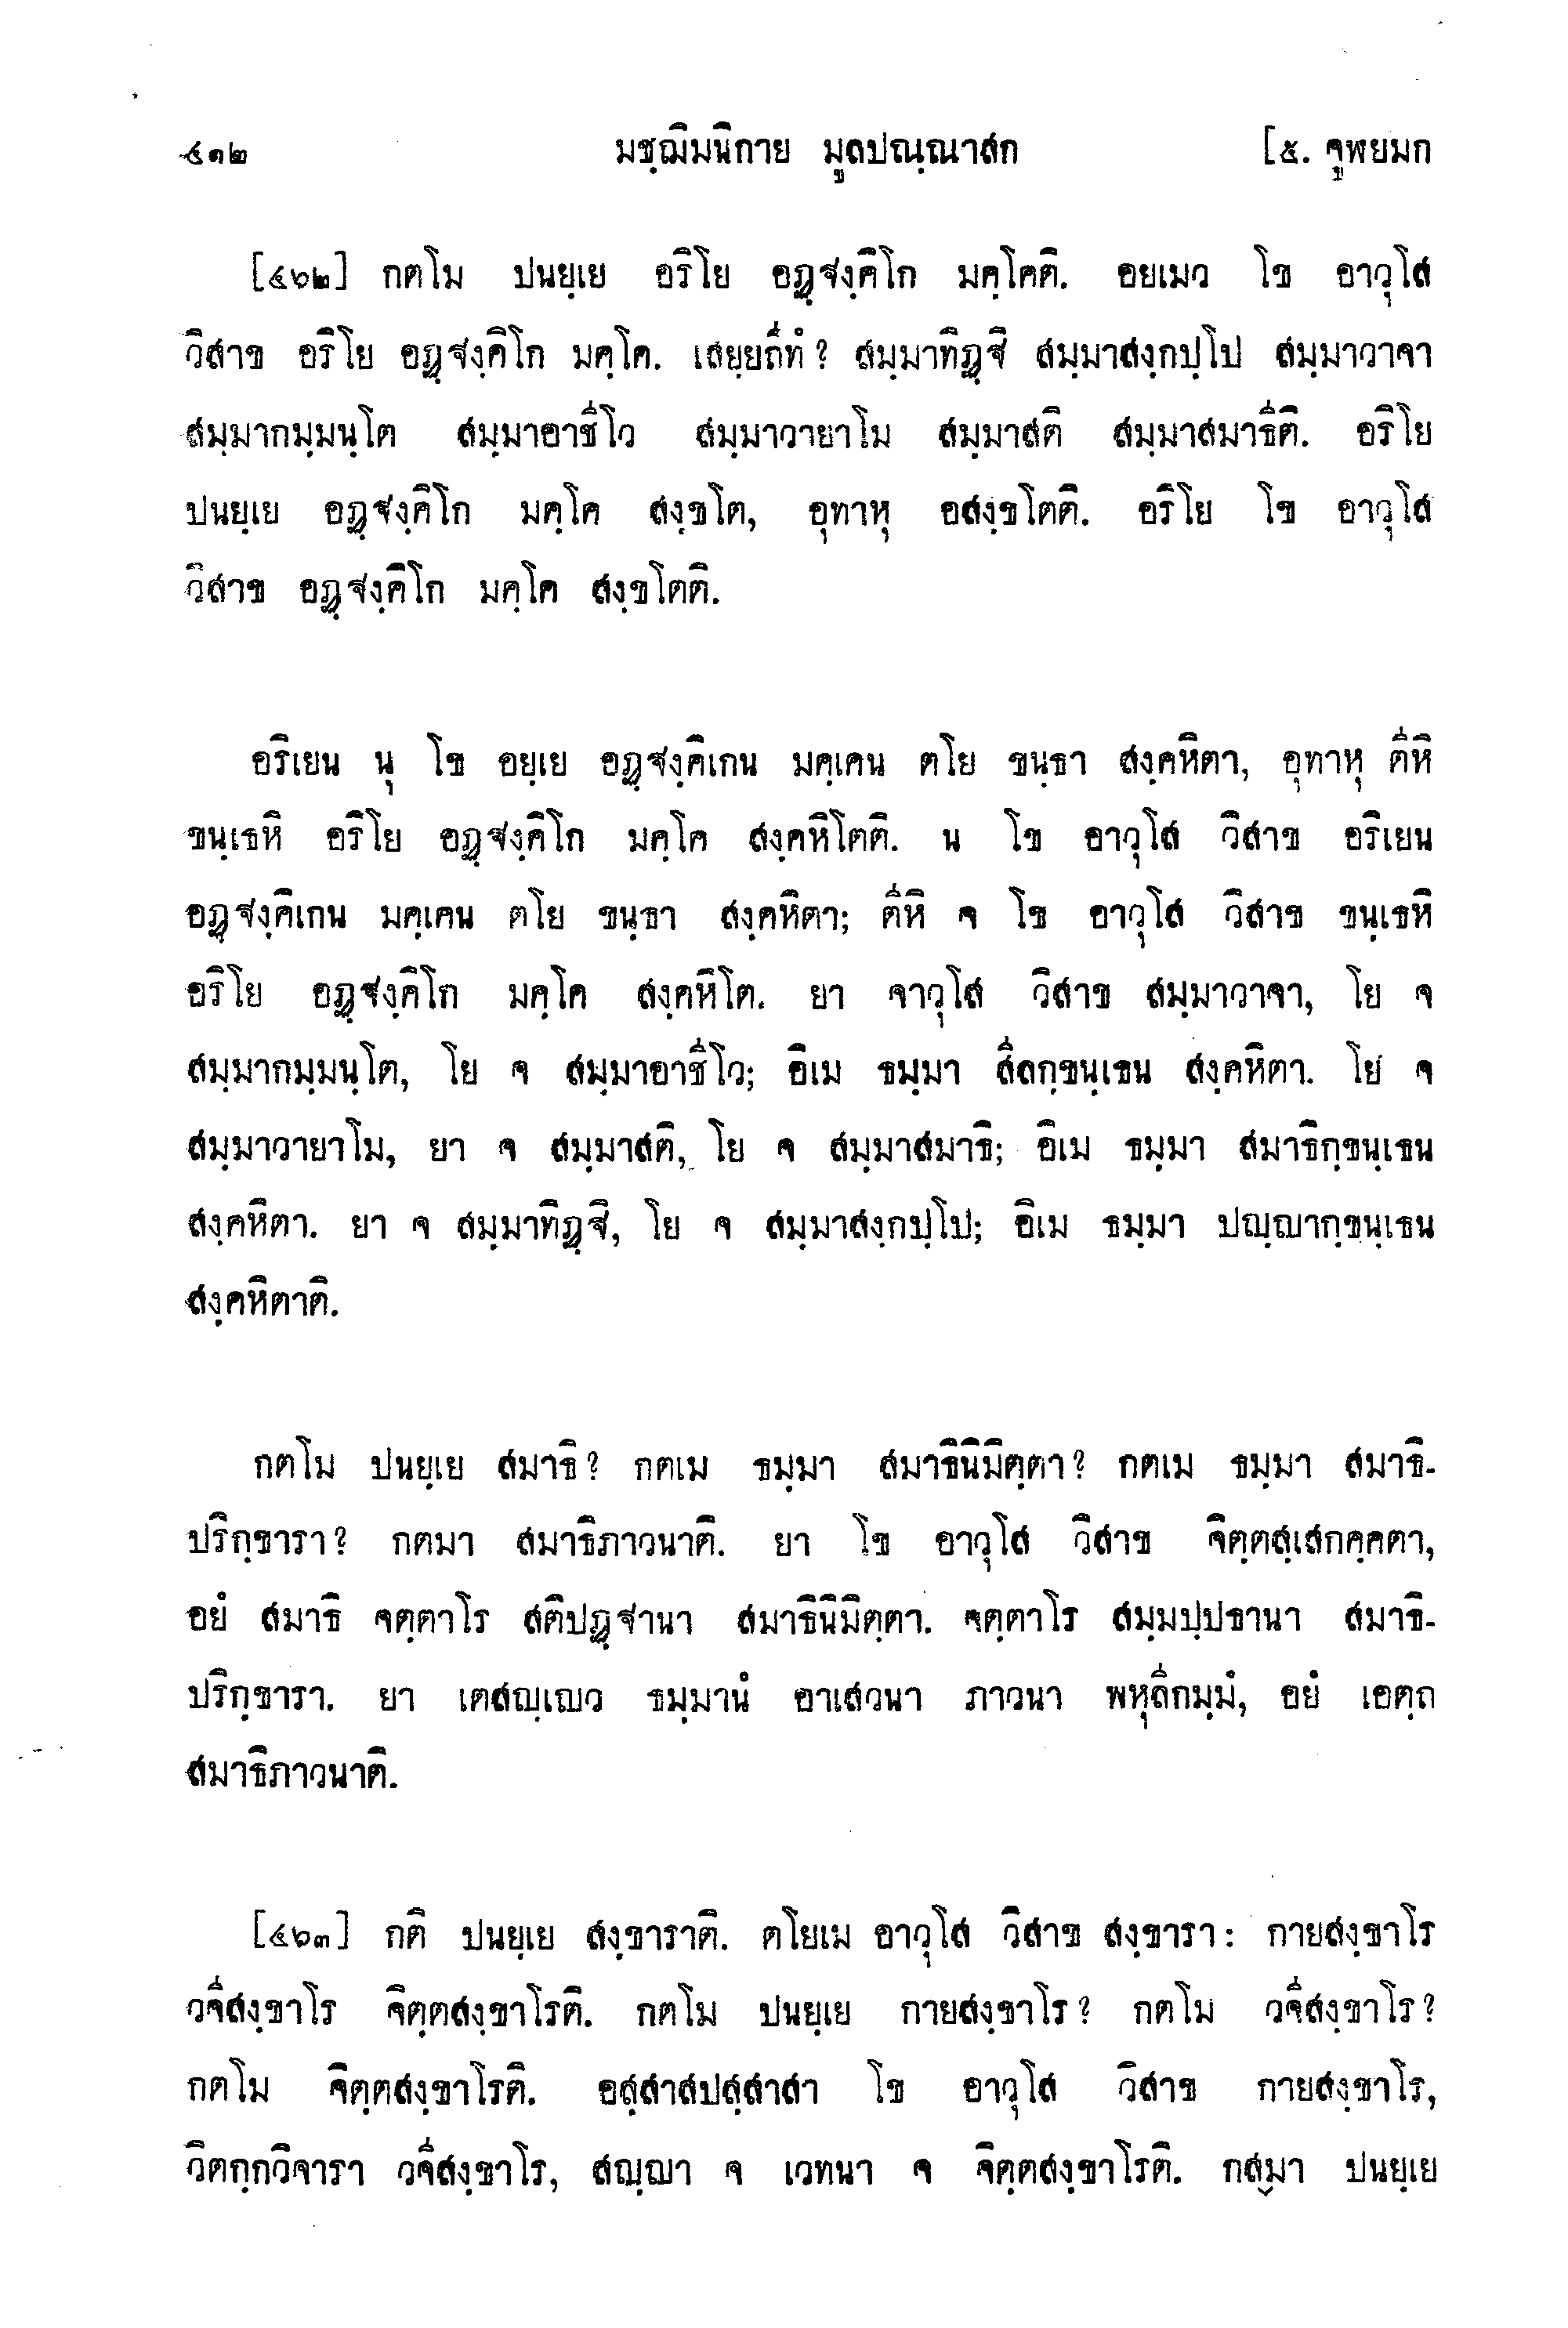 ๔๑๒ มชฺฌิมนิกาย มูลปณฺณาสก [๕. จูฬยมก
[๔๖๒] กตโม ปนยฺเย อริโย อฏฺฐงฺคิโก มคฺโคติ. อยเมว โข อาวุโส
วิสาข อริโย อฏฺฐงฺคิโก มคฺโค. เสยฺยถีทํ? สมฺมาทิฏฺฐิ สมฺมาสงฺกปฺโป สมฺมาวาจา
สมฺมากมฺมนฺโต สมฺมาอาชีโว สมฺมาวายาโม สมฺมาสติ สมฺมาสมาธีติ. อริโย
ปนยฺเย อฏฺฐงฺคิโก มคฺโค สงฺขโต, อุทาหุ อสงฺขโตติ. อริโย โข อาวุโส
วิสาข อฏฺฐงฺคิโก มคฺโค สงฺขโตติ.
อริเยน นุ โข อยฺเย อฏฺฐงฺคิเกน มคฺเคน ตโย ขนฺธา สงฺคหิตา, อุทาหุ ตีหิ
ขนฺเธหิ อริโย อฏฺฐงฺคิโก มคฺโค สงฺคหิโตติ. น โข อาวุโส วิสาข อริเยน
อฏฺฐงฺคิเกน มคฺเคน ตโย ขนฺธา สงฺคหิตา; ตีหิ จ โข อาวุโส วิสาข ขนฺเธหิ
อริโย อฏฺฐงฺคิโก มคฺโค สงฺคหิโต. ยา จาวุโส วิสาข สมฺมาวาจา, โย จ
สมฺมากมฺมนฺโต, โย จ สมฺมาอาชีโว; อิเม ธมฺมา สีลกฺขนฺเธน สงฺคหิตา. โย จ
สมฺมาวายาโม, ยา จ สมฺมาสติ, โย จ สมฺมาสมาธิ; อิเม ธมฺมา สมาธิกฺขนฺเธน
สงฺคหิตา. ยา จ สมฺมาทิฏฺฐิ, โย จ สมฺมาสงฺกปฺโป; อิเม ธมฺมา ปญฺญากฺขนฺเธน
สงฺคหิตาติ.
กตโม ปนยฺเย สมาธิ? กตเม ธมฺมา สมาธินิมิตฺตา? กตเม ธมฺมา สมาธิ-
ปริกฺขารา? กตมา สมาธิภาวนาติ. ยา โข อาวุโส วิสาข จิตฺตสฺเสกคฺคตา,
อยํ สมาธิ จตฺตาโร สติปฏฺฐานา สมาธินิมิตฺตา. จตฺตาโร สมฺมปฺปธานา สมาธิ-
ปริกฺขารา. ยา เตสญฺเญว ธมฺมานํ อาเสวนา ภาวนา พหุลีกมฺมํ, อยํ เอตฺถ
สมาธิภาวนาติ.
[๔๖๓] กติ ปนยฺเย สงฺขาราติ. ตโยเม อาวุโส วิสาข สงฺขารา: กายสงฺขาโร
วจีสงฺขาโร จิตฺตสงฺขาโรติ. กตโม ปนยฺเย กายสงฺขาโร? กตโม วจีสงฺขาโร?
กตโม จิตฺตสงฺขาโรติ. อสฺสาสปสฺสาสา โข อาวุโส วิสาข กายสงฺขาโร,
วิตกฺกวิจารา วจีสงฺขาโร, สญฺญา จ เวทนา จ จิตฺตสงฺขาโรติ. กสฺมา ปนยฺเย